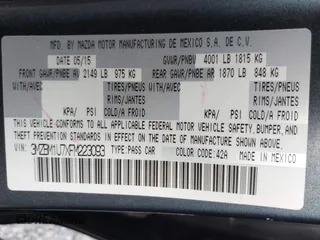 MFD. BY MAZDA MOTOR MANUFACTURING DE MEXICO S.A. DE C.V.
DATE 05/15 GVWR/PNBV 4001 LB 1815 KG
FRONT GAWR/PNBE AV 2149 LB 975 KG REAR GAWR/PNBE AR 1870 LB 848 KG
WITH/AVEC TIRES/PNEUS WITH/AVEC TIRES/PNEUS
RIMS/JANTES RIMS/JANTES
KPA/ PSI COLD/A FROID KPA/ PSI COLD/A FROID
THIS VEHICLE CONFORMS TO ALL APPLICABLE FEDERAL MOTOR VEHICLE
SAFETY, BUMPER, AND THEFT PREVENTION STANDARDS IN EFFECT ON THE
DATE OF MANUFACTURE SHOWN ABOVE.
VIN: 3MZBM1U7XFM223093 TYPE: PASS CAR
COLOR CODE: 42A MADE IN MEXICO